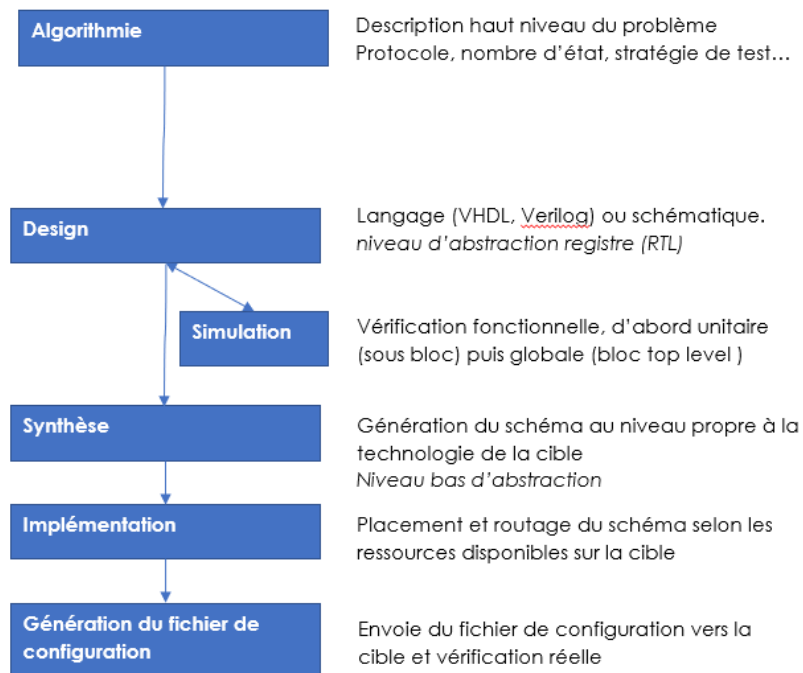 Algorithmie
Description haut niveau du problème
Protocole, nombre d'état, stratégie de test...
Design
Langage (VHDL, Verilog) ou schématique.
niveau d'abstraction registre (RTL)
Simulation
Vérification fonctionnelle, d'abord unitaire
(sous bloc) puis globale (bloc top level )
Synthèse
Génération du schéma au niveau propre à la
technologie de la cible
Niveau bas d'abstraction
Implémentation
Placement et routage du schéma selon les
ressources disponibles sur la cible
Génération du fichier de
configuration
Envoie du fichier de configuration vers la
cible et vérification réelle